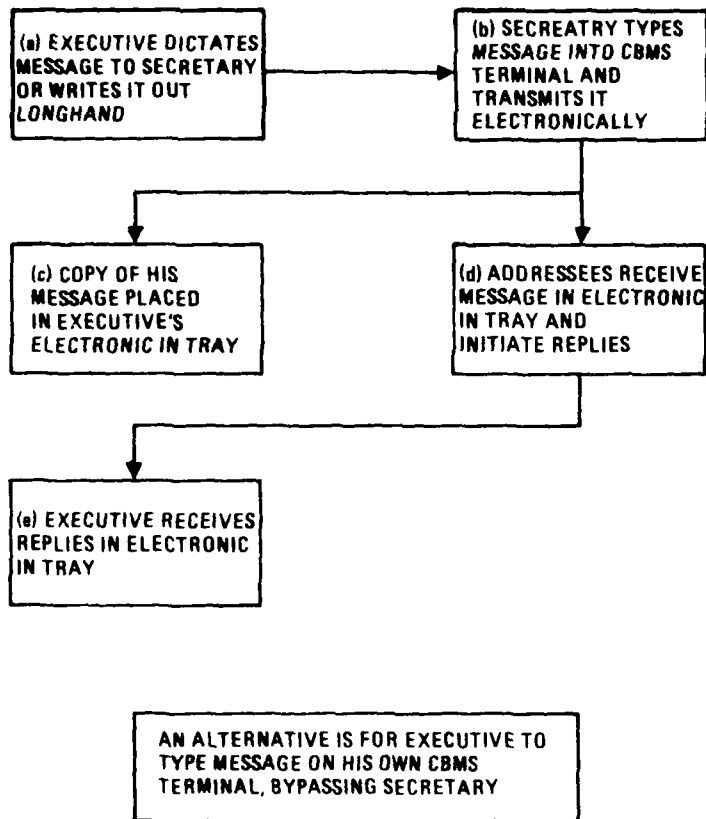 (a) EXECUTIVE DICTATES
MESSAGE TO SECRETARY
OR WRITES IT OUT
LONGHAND
(b) SECREATRY TYPES
MESSAGE INTO CBMS
TERMINAL AND
TRANSMITS IT
ELECTRONICALLY
(c) COPY OF HIS
MESSAGE PLACED
IN EXECUTIVE'S
ELECTRONIC IN TRAY
(d) ADDRESSEES RECEIVE
MESSAGE IN ELECTRONIC
IN TRAY AND
INITIATE REPLIES
(e) EXECUTIVE RECEIVES
REPLIES IN ELECTRONIC
IN TRAY
AN ALTERNATIVE IS FOR EXECUTIVE TO
TYPE MESSAGE ON HIS OWN CBMS
TERMINAL, BYPASSING SECRETARY